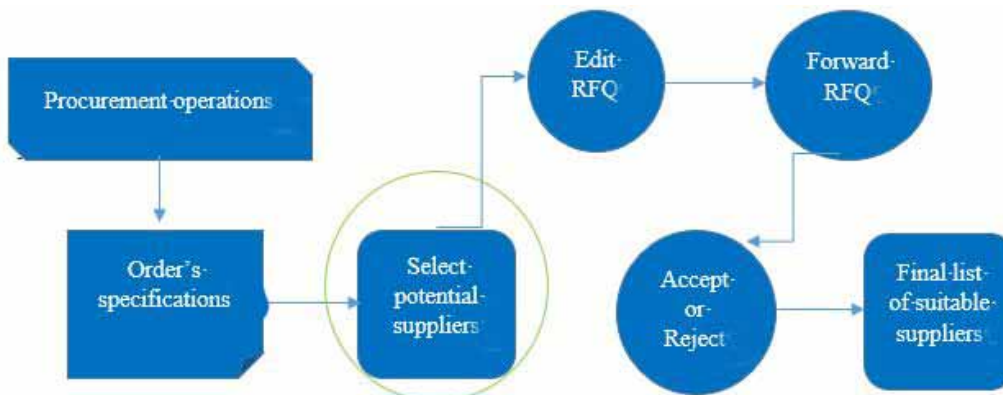 Procurement operations
Order's
specifications
Select
potential
suppliers
Edit
RFQ
Forward
RFQ
Accept
or
Reject
Final list
of suitable
suppliers